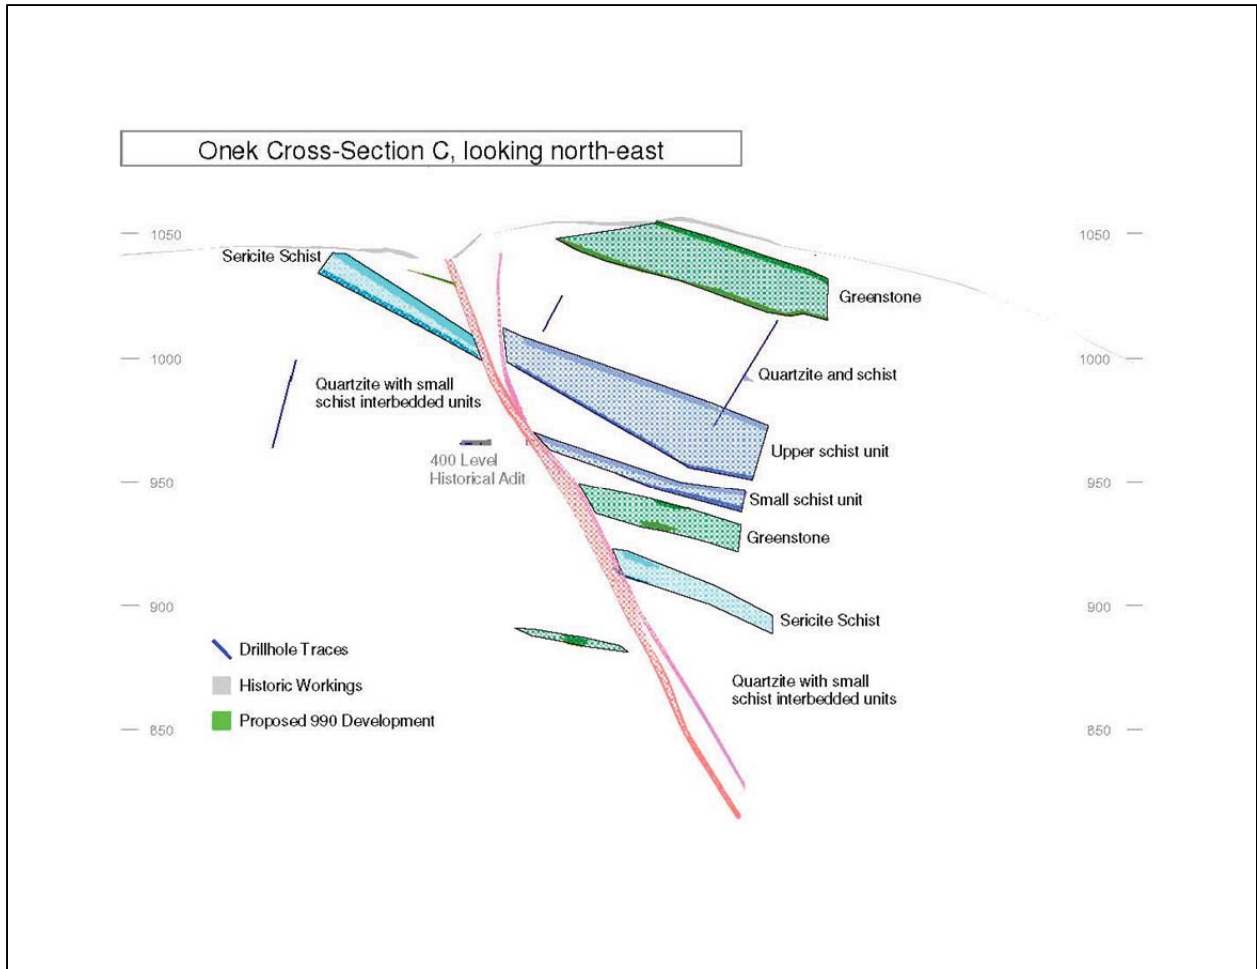 Onek Cross-Section C, looking north-east
1050
1050
Sericite Schist
Greenstone
1000
1000
Quartzite and schist
Quartzite with small
schist interbedded units
Upper schist unit
400 Level
Historical Adit
950
950
Small schist unit
Greenstone
900
900
Sericite Schist
Drillhole Traces
Historic Workings
Proposed 990 Development
Quartzite with small
schist interbedded units
850
850